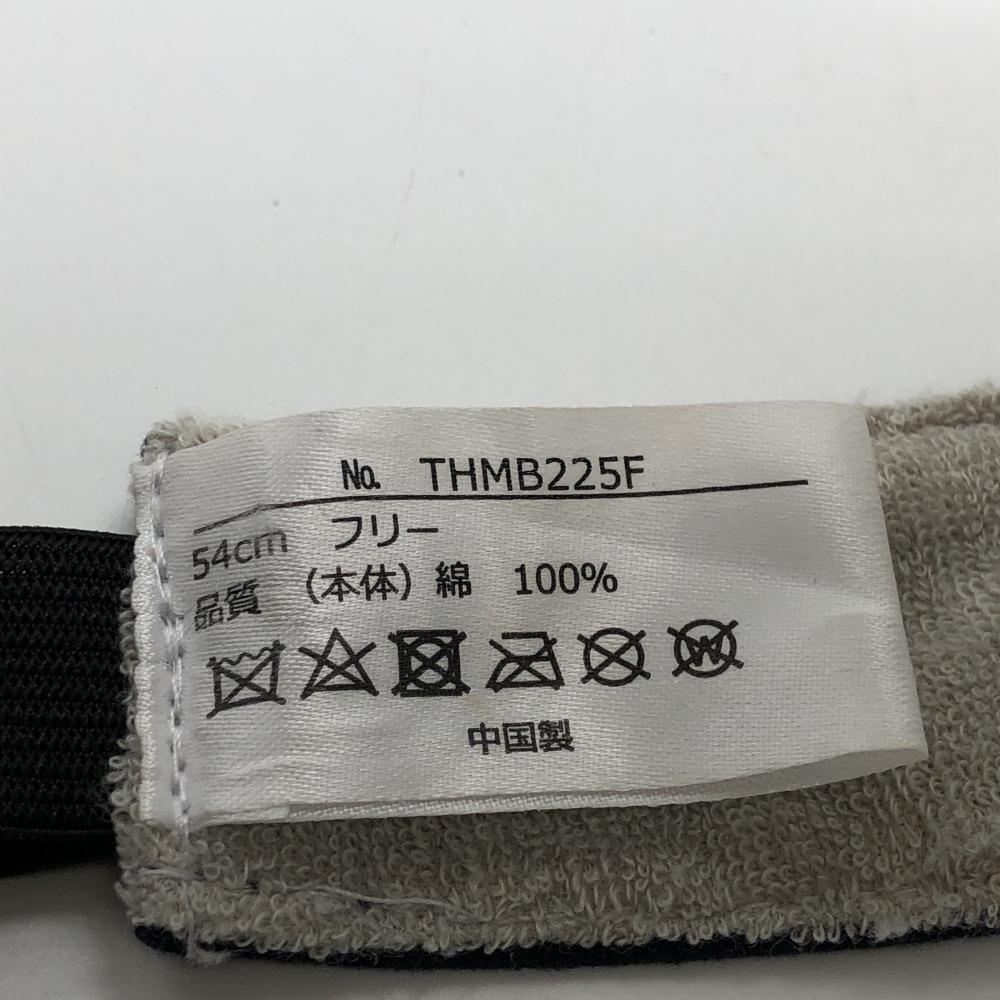 № THMB225F
54cm フリー
品質 (本体) 綿 100%
W
中国製